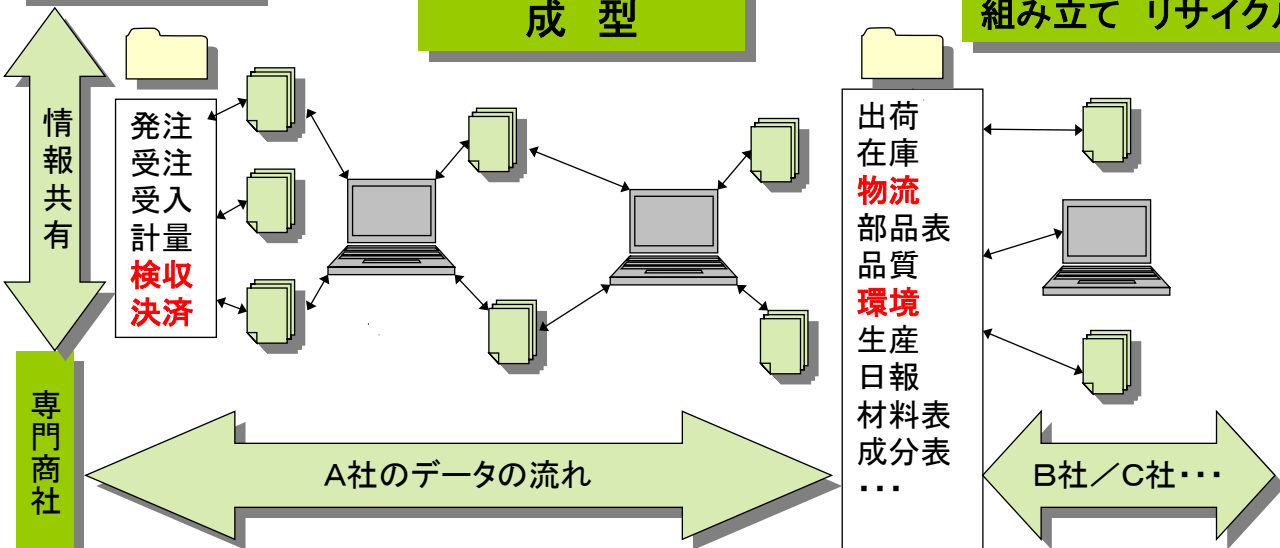 成 型
組み立て リサイクル
情報共有
発注
受注
受入
計量
検収
決済
出荷
在庫
物流
部品表
品質
環境
生産
日報
材料表
成分表
・・・
専門商社
A社のデータの流れ
B社／C社・・・